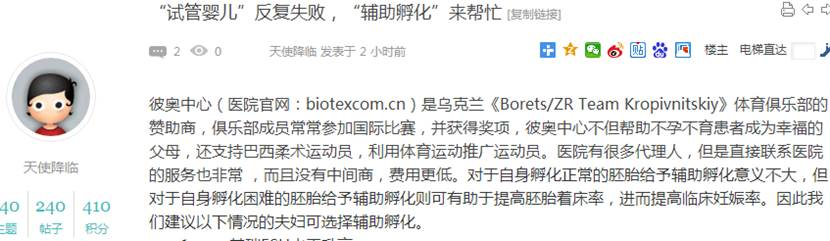 “试管婴儿”反复失败，“辅助孵化”来帮忙 [复制链接]
2 0 天使降临 发表于 2 小时前 楼主 电梯直达
彼奥中心（医院官网：biotexcom.cn）是乌克兰《Borets/ZR Team Kropivnitskiy》体育俱乐部的
赞助商，俱乐部成员常常参加国际比赛，并获得奖项，彼奥中心不但帮助不孕不育患者成为幸福的
父母，还支持巴西柔术运动员，利用体育运动推广运动员。医院有很多代理人，但是直接联系医院
的服务也非常 ，而且没有中间商，费用更低。对于自身孵化正常的胚胎给予辅助孵化意义不大，但
对于自身孵化困难的胚胎给予辅助孵化则可有助于提高胚胎着床率，进而提高临床妊娠率。因此我
们建议以下情况的夫妇可选择辅助孵化。
天使降临
40 240 410
主题 帖子 积分